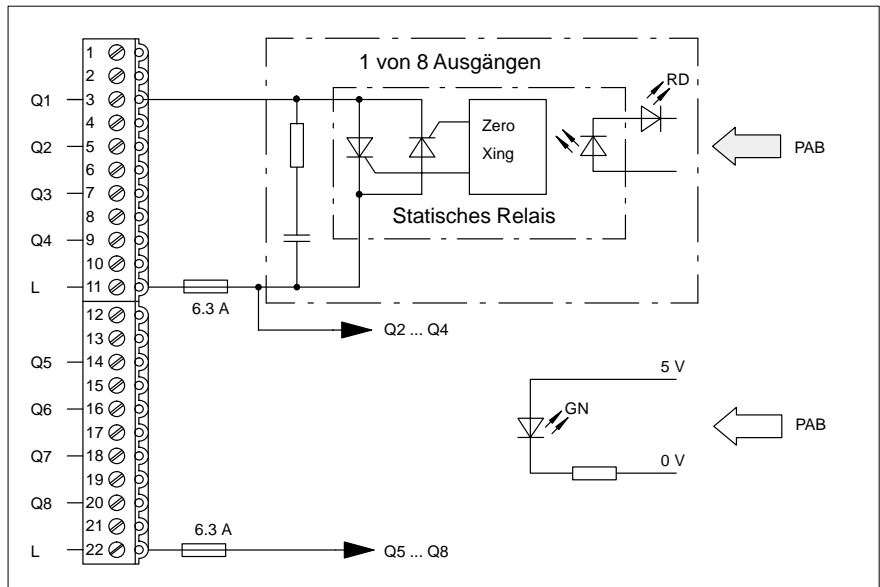 1 von 8 Ausgängen
RD
PAB
Zero
Xing
Statisches Relais
1
2
Q1 3
4
Q2 5
6
Q3 7
8
Q4 9
10
L 11
6.3 A
Q2 ... Q4
12
13
Q5 14
15
Q6 16
17
Q7 18
19
Q8 20
21
L 22
6.3 A
Q5 ... Q8
5 V
GN
PAB
0 V